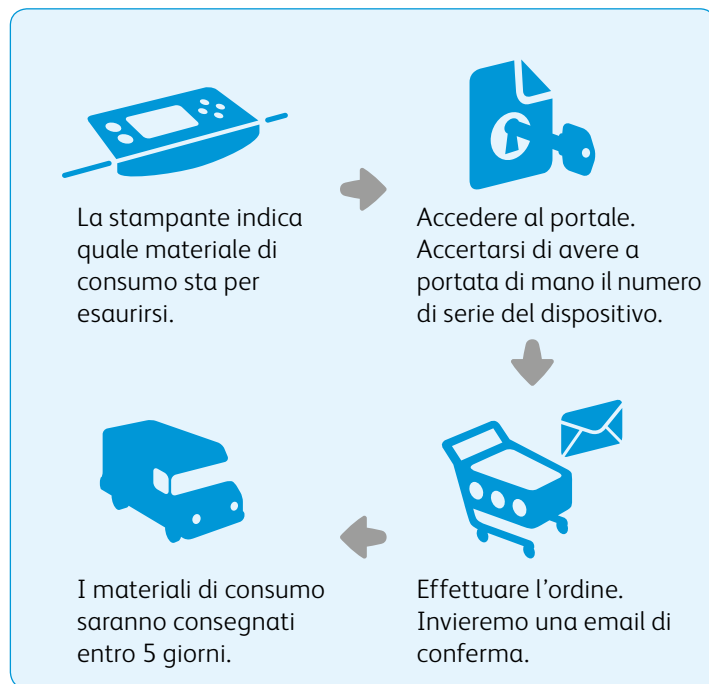 La stampante indica
quale materiale di
consumo sta per
esaurirsi.
Accedere al portale.
Accertarsi di avere a
portata di mano il numero
di serie del dispositivo.
Effettuare l’ordine.
Invieremo una email di
conferma.
I materiali di consumo
saranno consegnati
entro 5 giorni.